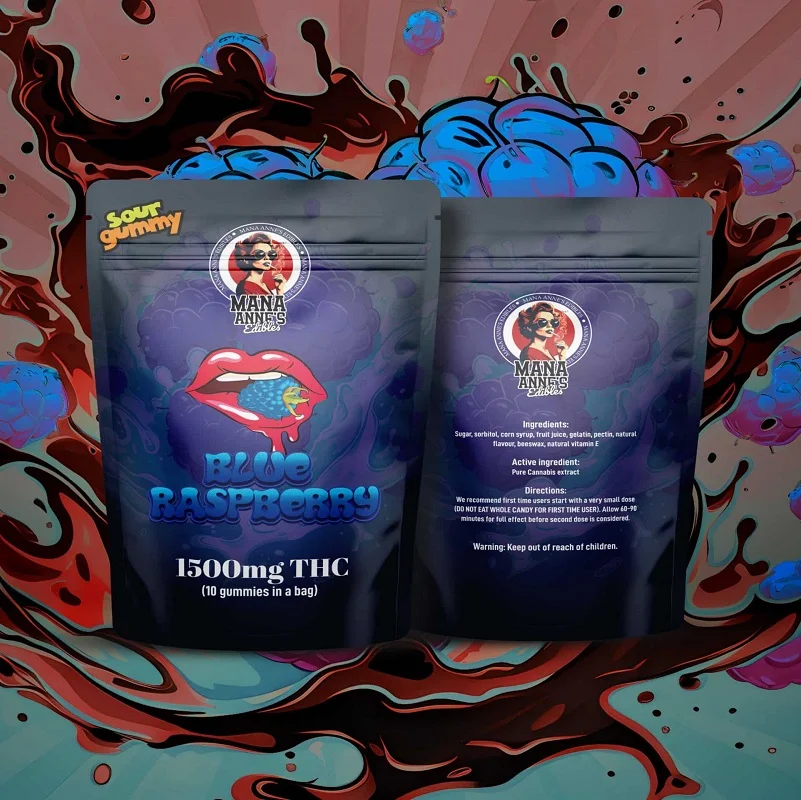 Sour
gummy
MANA ANNE'S EDIBLES
MANA
ANNE'S
Edibles
BLUE
RASPBERRY
1500mg THC
(10 gummies in a bag)
MANA ANNE'S EDIBLES
MANA
ANNE'S
Edibles
Ingredients:
Sugar, sorbitol, corn syrup, fruit juice, gelatin, pectin, natural
flavour, beeswax, natural vitamin E
Active ingredient:
Pure Cannabis extract
Directions:
We recommend first time users start with a very small dose
(DO NOT EAT WHOLE CANDY FOR FIRST TIME USER). Allow 60-90
minutes for full effect before second dose is considered.
Warning: Keep out of reach of children.